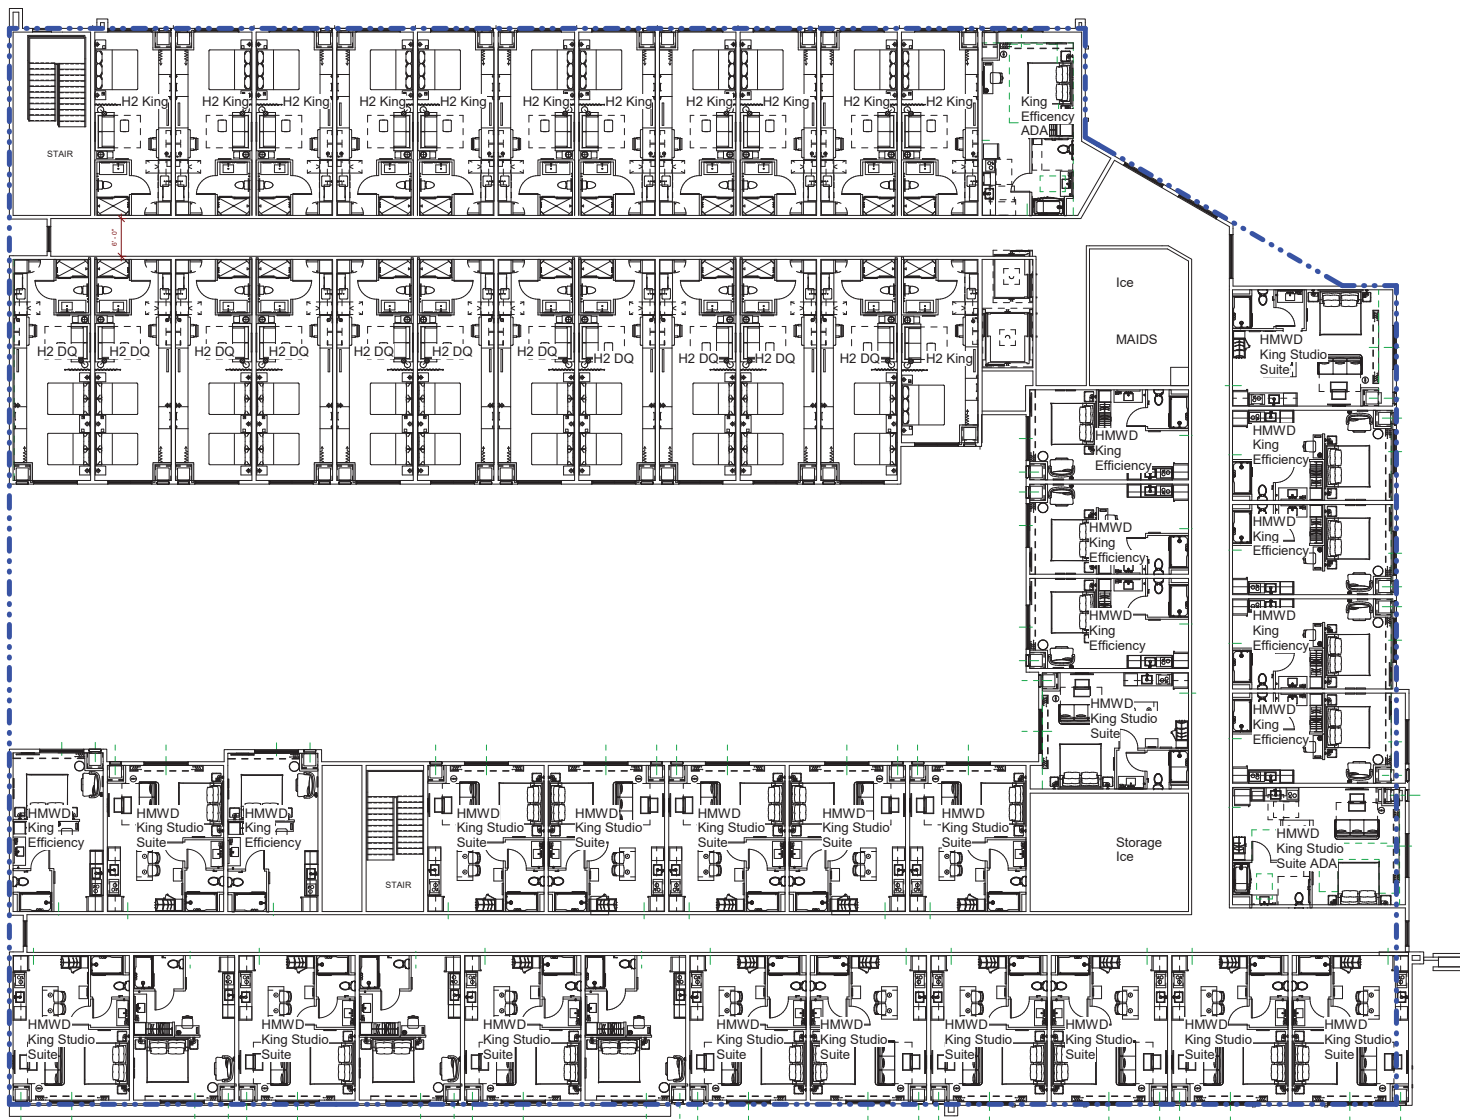 H2 King
H2 King
H2 King
H2 King
H2 King
H2 King
H2 King
H2 King
H2 King
H2 King
H2 King
King
Efficency
ADA
STAIR
6' - 0"
H2 DQ
H2 DQ
H2 DQ
H2 DQ
H2 DQ
H2 DQ
H2 DQ
H2 DQ
H2 DQ
H2 DQ
H2 DQ
H2 King
Ice
MAIDS
HMWD
King Studio
Suite
HMWD
King
Efficiency
HMWD
King
Efficiency
HMWD
King
Efficiency
HMWD
King
Efficiency
HMWD
King
Efficiency
HMWD
King
Efficiency
HMWD
King Studio
Suite
HMWD
King
Efficiency
HMWD
King
Efficiency
HMWD
King Studio
Suite
HMWD
King
Efficiency
STAIR
HMWD
King Studio
Suite
HMWD
King Studio
Suite
HMWD
King Studio
Suite
HMWD
King Studio
Suite
HMWD
King Studio
Suite
Storage
Ice
HMWD
King Studio
Suite ADA
HMWD
King Studio
Suite
HMWD
King Studio
Suite
HMWD
King Studio
Suite
HMWD
King Studio
Suite
HMWD
King Studio
Suite
HMWD
King Studio
Suite
HMWD
King Studio
Suite
HMWD
King Studio
Suite
HMWD
King Studio
Suite